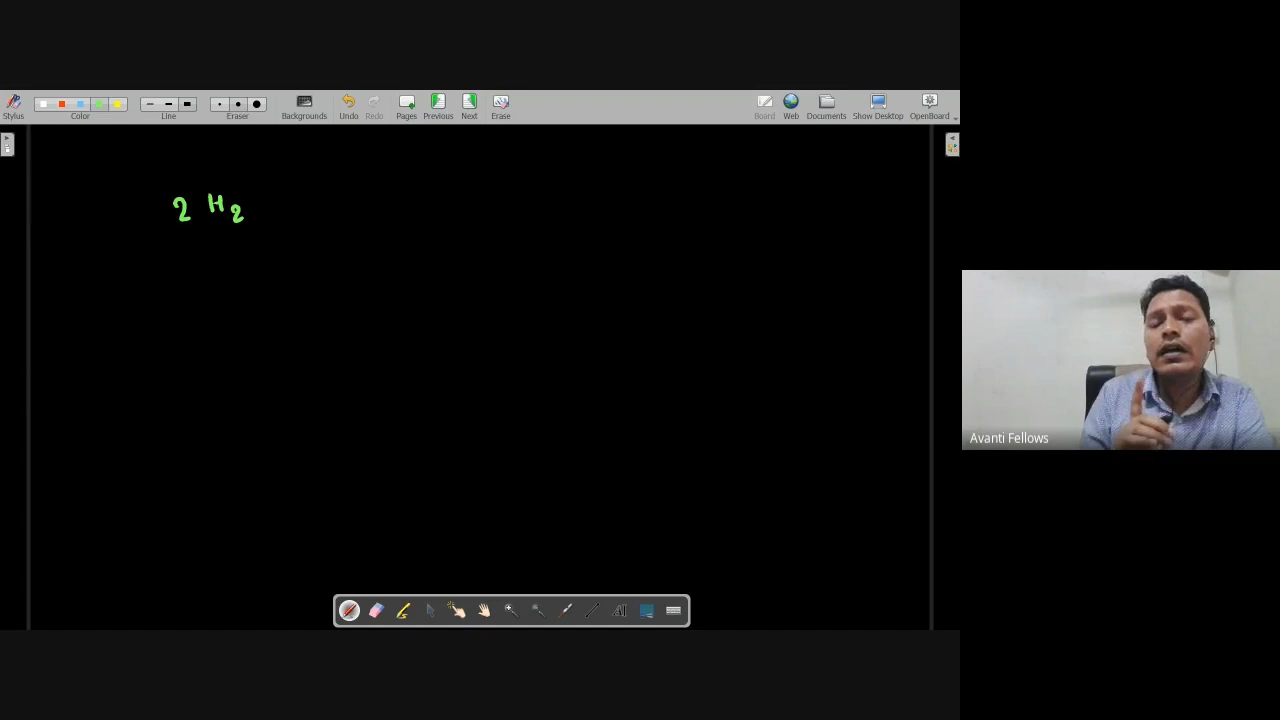 Stylus Color Line Eraser Backgrounds Undo Redo Pages Previous Next Erase Board Web Documents Show Desktop OpenBoard
2 H2
Avanti Fellows
AI